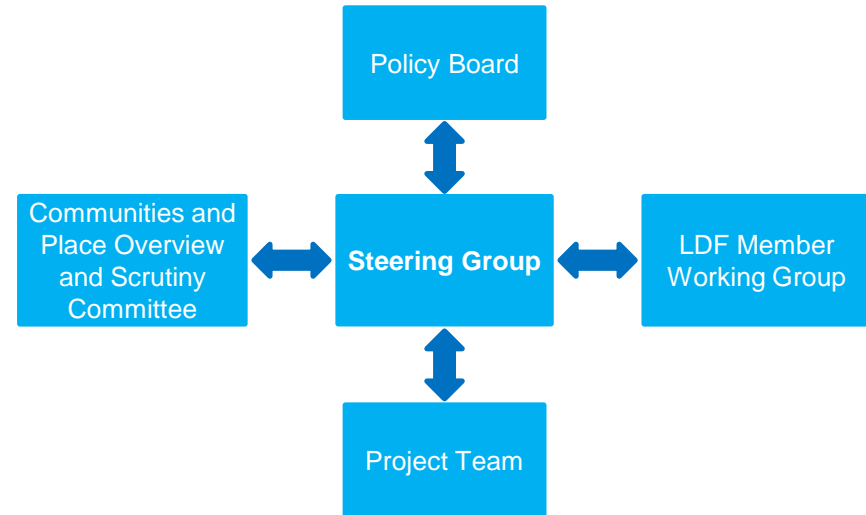 Policy Board
Communities and
Place Overview
and Scrutiny
Committee
Steering Group
LDF Member
Working Group
Project Team